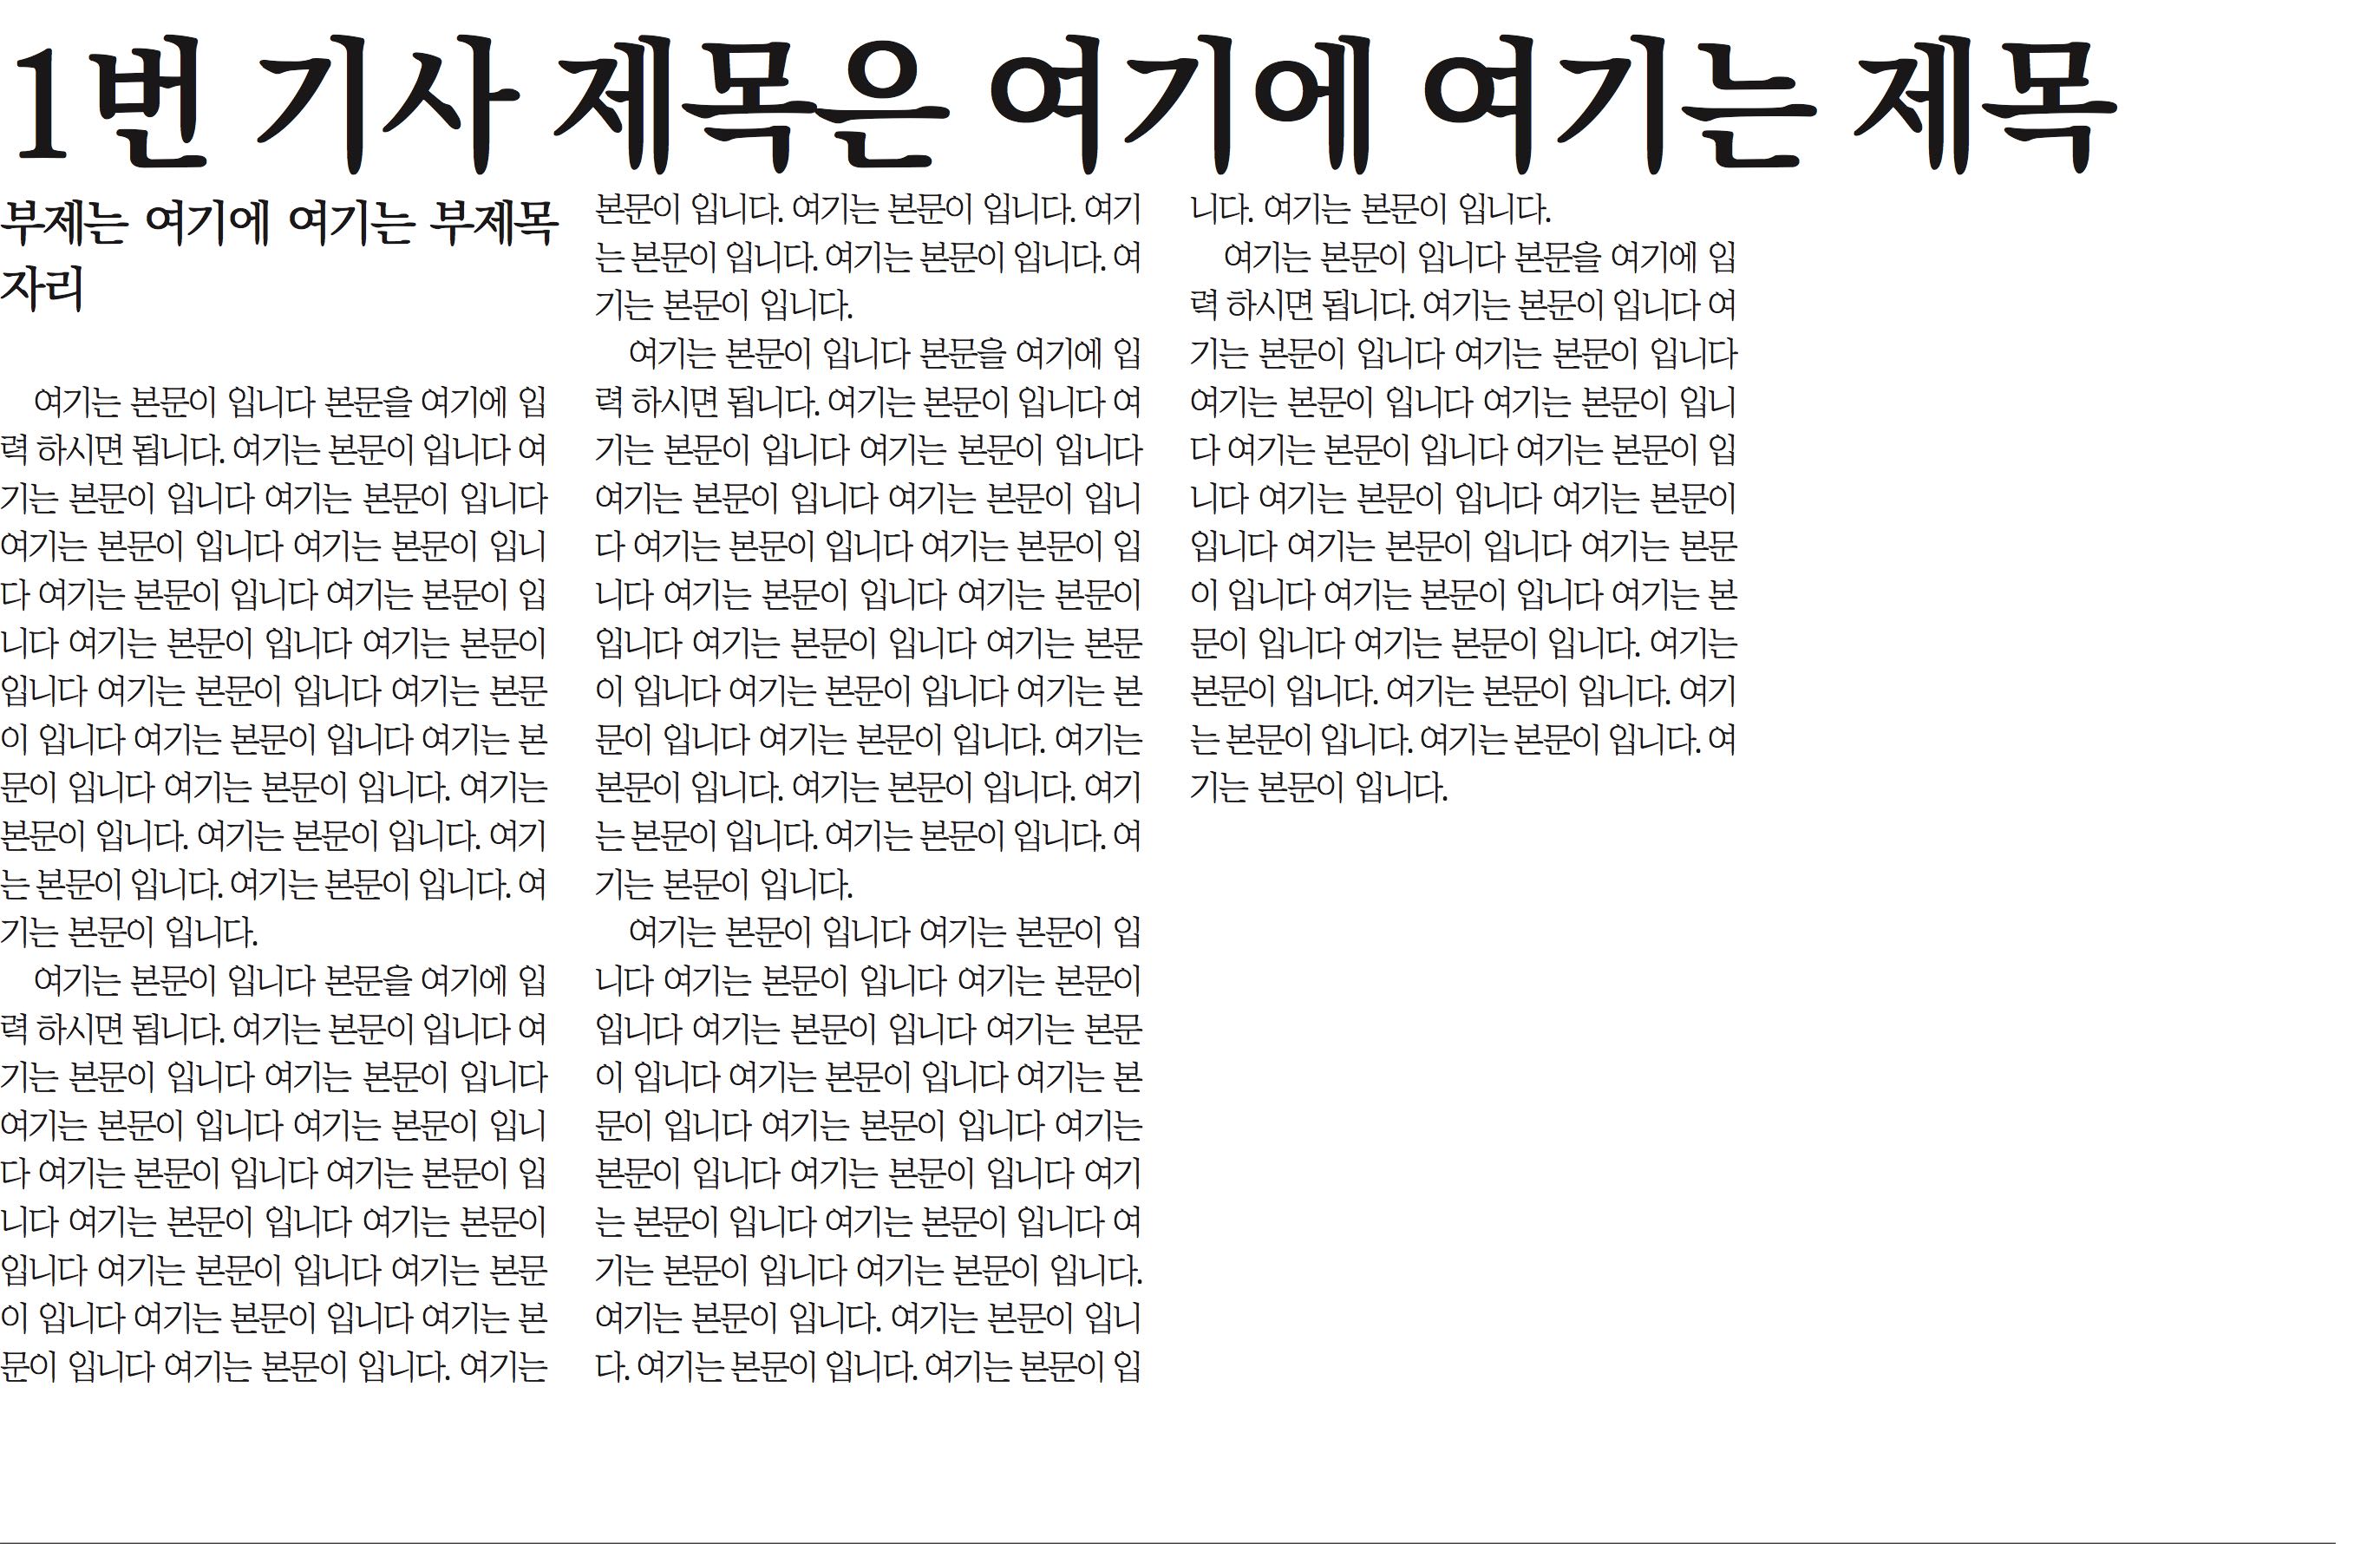 1번 기사 제목은 여기에 여기는 제목
부제는 여기에 여기는 부제목
자리
여기는 본문이 입니다 본문을 여기에 입
력 하시면 됩니다. 여기는 본문이 입니다 여
기는 본문이 입니다 여기는 본문이 입니다
여기는 본문이 입니다 여기는 본문이 입니
다 여기는 본문이 입니다 여기는 본문이 입
니다 여기는 본문이 입니다 여기는 본문이
입니다 여기는 본문이 입니다 여기는 본문
이 입니다 여기는 본문이 입니다 여기는 본
문이 입니다 여기는 본문이 입니다. 여기는
본문이 입니다. 여기는 본문이 입니다. 여기
는 본문이 입니다. 여기는 본문이 입니다. 여
기는 본문이 입니다.
여기는 본문이 입니다 본문을 여기에 입
력 하시면 됩니다. 여기는 본문이 입니다 여
기는 본문이 입니다 여기는 본문이 입니다
여기는 본문이 입니다 여기는 본문이 입니
다 여기는 본문이 입니다 여기는 본문이 입
니다 여기는 본문이 입니다 여기는 본문이
입니다 여기는 본문이 입니다 여기는 본문
이 입니다 여기는 본문이 입니다 여기는 본
문이 입니다 여기는 본문이 입니다. 여기는
본문이 입니다. 여기는 본문이 입니다. 여기
는 본문이 입니다. 여기는 본문이 입니다. 여
기는 본문이 입니다.
여기는 본문이 입니다 본문을 여기에 입
력 하시면 됩니다. 여기는 본문이 입니다 여
기는 본문이 입니다 여기는 본문이 입니다
여기는 본문이 입니다 여기는 본문이 입니
다 여기는 본문이 입니다 여기는 본문이 입
니다 여기는 본문이 입니다 여기는 본문이
입니다 여기는 본문이 입니다 여기는 본문
이 입니다 여기는 본문이 입니다 여기는 본
문이 입니다 여기는 본문이 입니다. 여기는
본문이 입니다. 여기는 본문이 입니다. 여기
는 본문이 입니다. 여기는 본문이 입니다. 여
기는 본문이 입니다.
여기는 본문이 입니다 여기는 본문이 입
니다 여기는 본문이 입니다 여기는 본문이
입니다 여기는 본문이 입니다 여기는 본문
이 입니다 여기는 본문이 입니다 여기는 본
문이 입니다 여기는 본문이 입니다 여기는
본문이 입니다 여기는 본문이 입니다 여기
는 본문이 입니다 여기는 본문이 입니다 여
기는 본문이 입니다 여기는 본문이 입니다.
여기는 본문이 입니다. 여기는 본문이 입니
다. 여기는 본문이 입니다. 여기는 본문이 입
니다. 여기는 본문이 입니다.
여기는 본문이 입니다 본문을 여기에 입
력 하시면 됩니다. 여기는 본문이 입니다 여
기는 본문이 입니다 여기는 본문이 입니다
여기는 본문이 입니다 여기는 본문이 입니
다 여기는 본문이 입니다 여기는 본문이 입
니다 여기는 본문이 입니다 여기는 본문이
입니다 여기는 본문이 입니다 여기는 본문
이 입니다 여기는 본문이 입니다 여기는 본
문이 입니다 여기는 본문이 입니다. 여기는
본문이 입니다. 여기는 본문이 입니다. 여기
는 본문이 입니다. 여기는 본문이 입니다. 여
기는 본문이 입니다.